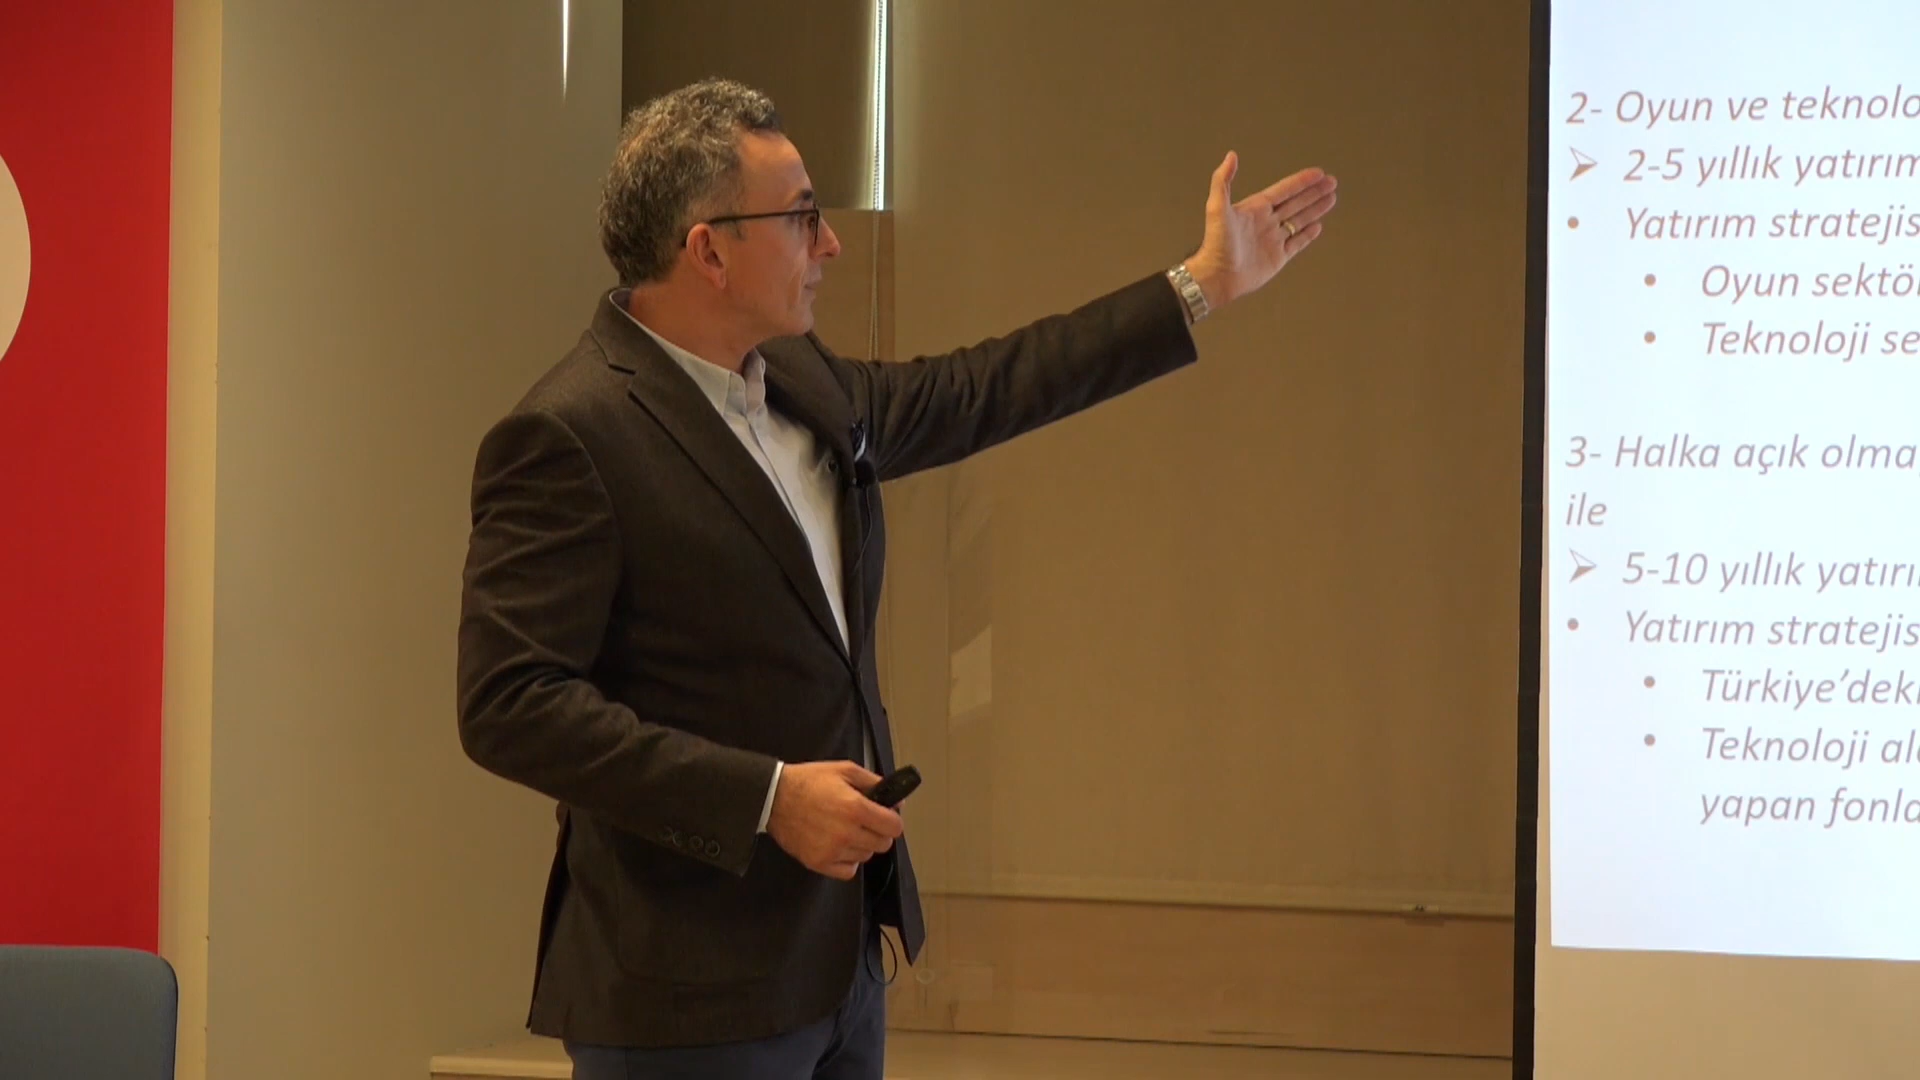 2- Oyun ve teknolo
➢ 2-5 yıllık yatırım
• Yatırım stratejis
• Oyun sektö
• Teknoloji se
3- Halka açık olma
ile
➢ 5-10 yıllık yatırı
• Yatırım stratejis
• Türkiye’deki
• Teknoloji al
yapan fonla